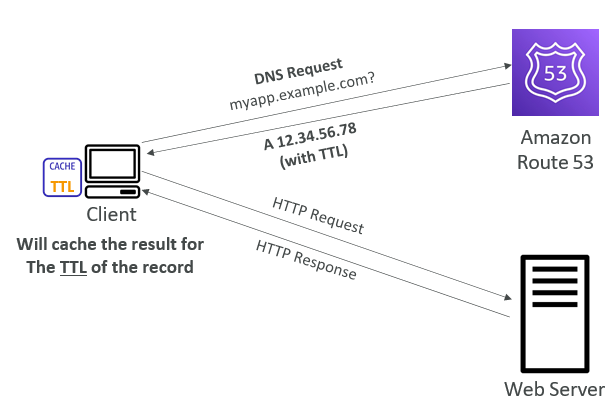 DNS Request
myapp.example.com?
53
A 12.34.56.78
(with TTL)
Amazon
Route 53
CACHE
TTL
Client
Will cache the result for
The TTL of the record
HTTP Request
HTTP Response
Web Server